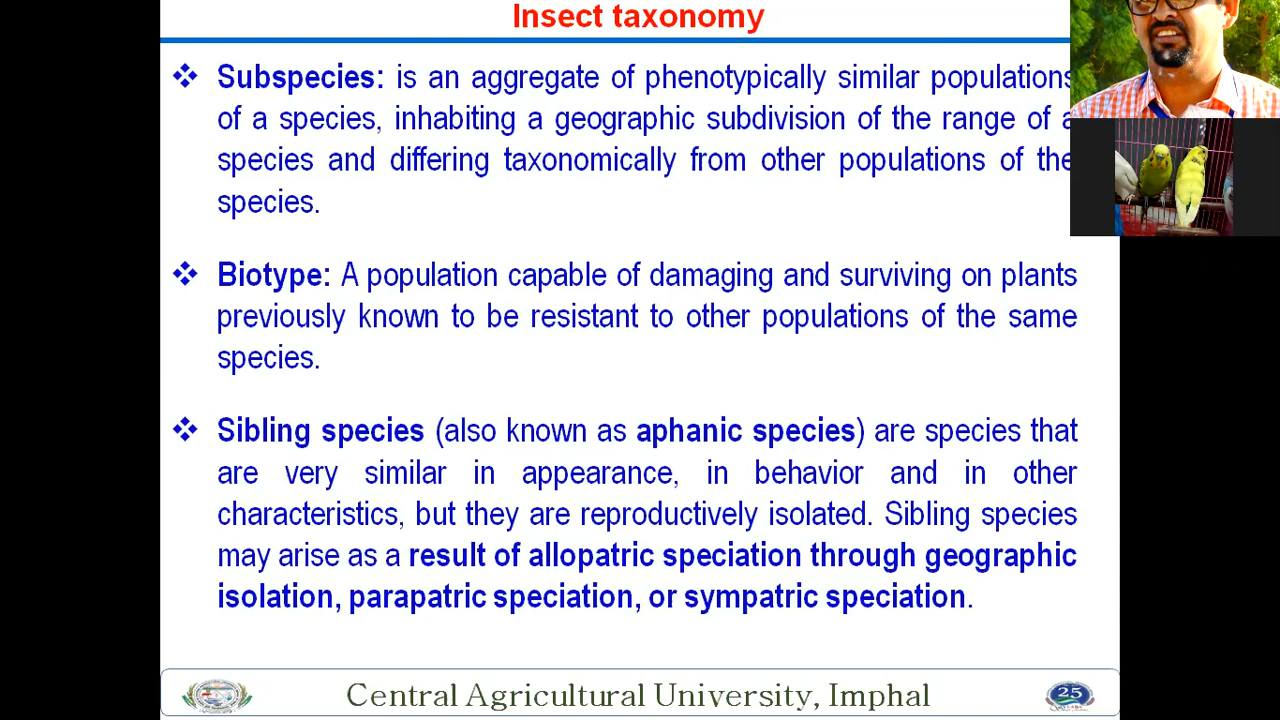 Insect taxonomy
❖ Subspecies: is an aggregate of phenotypically similar populations
of a species, inhabiting a geographic subdivision of the range of a
species and differing taxonomically from other populations of the
species.
❖ Biotype: A population capable of damaging and surviving on plants
previously known to be resistant to other populations of the same
species.
❖ Sibling species (also known as aphanic species) are species that
are very similar in appearance, in behavior and in other
characteristics, but they are reproductively isolated. Sibling species
may arise as a result of allopatric speciation through geographic
isolation, parapatric speciation, or sympatric speciation.
Central Agricultural University, Imphal
25